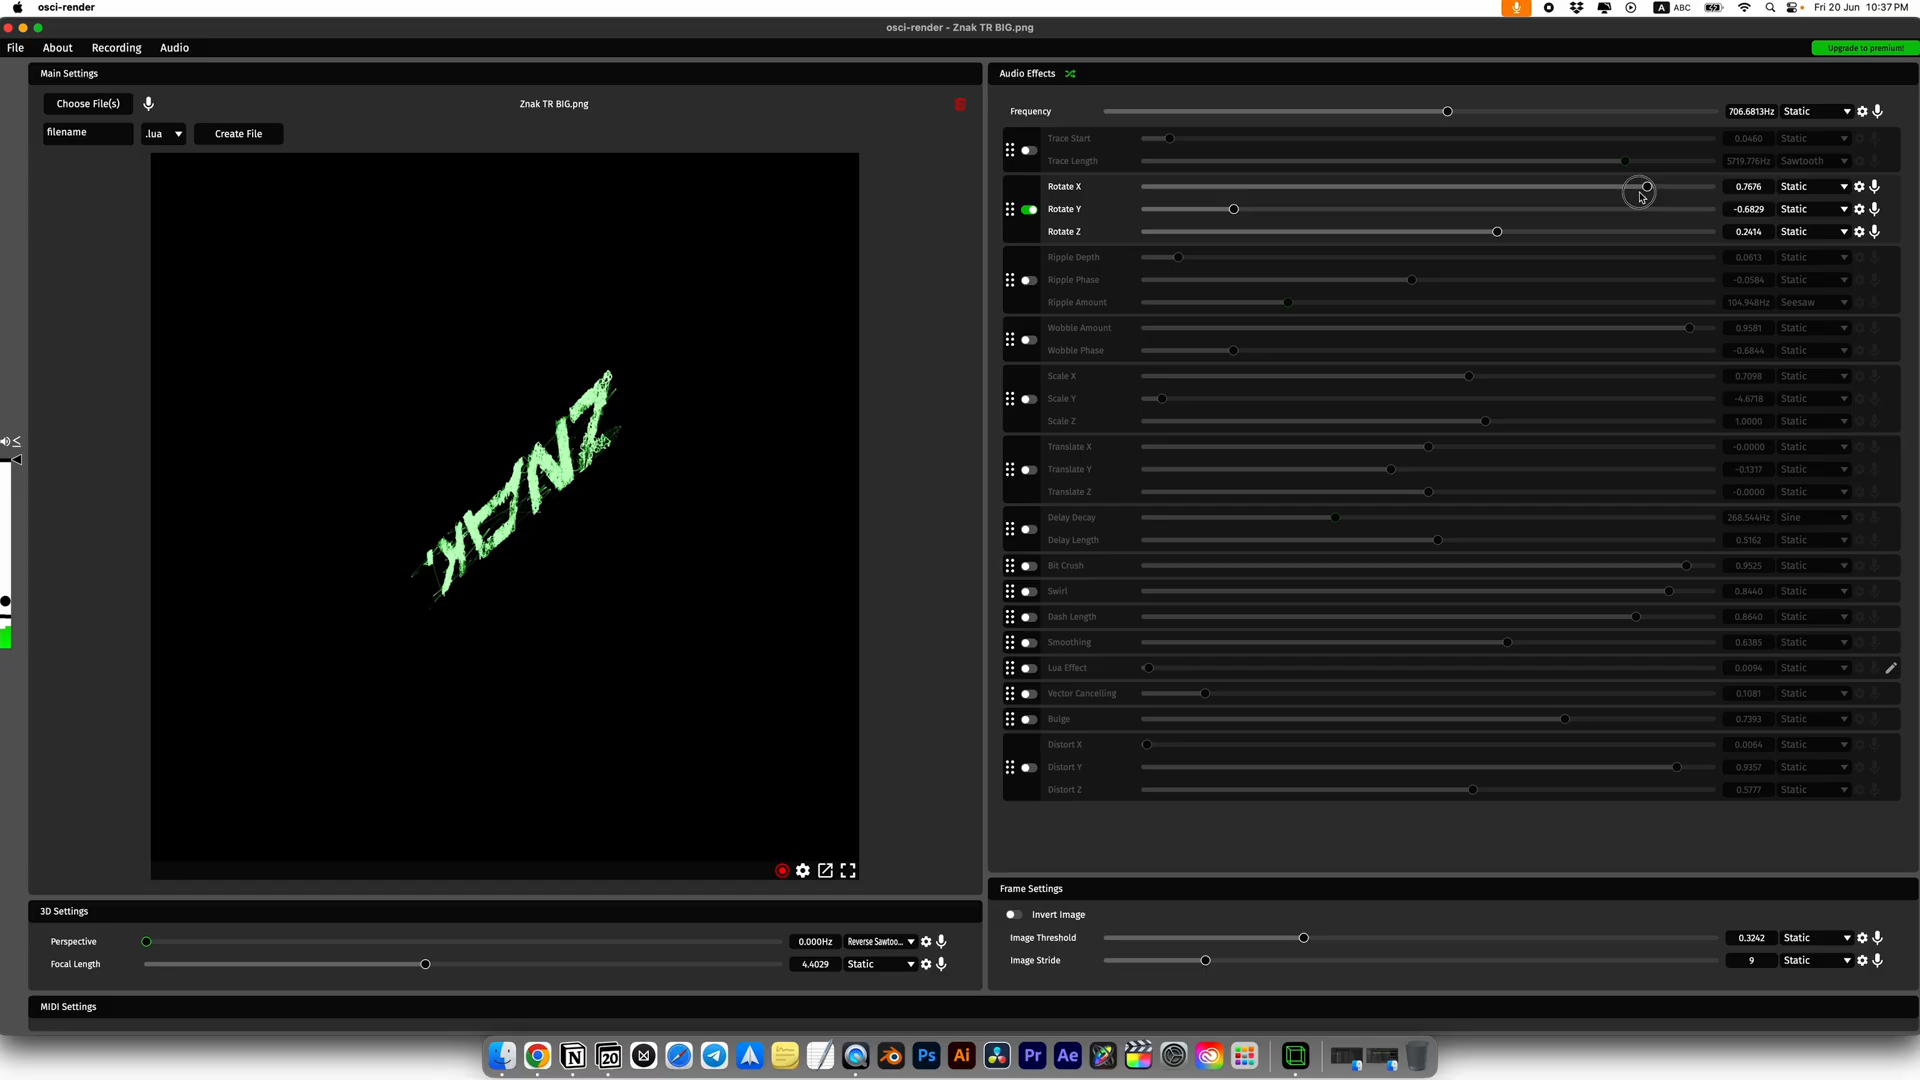 osci-render
ABC
Fri 20 Jun 10:37 PM
osci-render - Znak TR BIG.png
File About Recording Audio
Upgrade to premium!
Main Settings
Choose File(s)
Znak TR BIG.png
filename
.lua
Create File
Audio Effects
Frequency 706.6813Hz Static
Trace Start 0.0460 Static
Trace Length 5719.776Hz Sawtooth
Rotate X 0.7676 Static
Rotate Y -0.6829 Static
Rotate Z 0.2414 Static
Ripple Depth 0.0613 Static
Ripple Phase -0.0584 Static
Ripple Amount 104.948Hz Seesaw
Wobble Amount 0.9581 Static
Wobble Phase -0.6844 Static
Scale X 0.7098 Static
Scale Y -4.6718 Static
Scale Z 1.0000 Static
Translate X -0.0000 Static
Translate Y -0.1317 Static
Translate Z -0.0000 Static
Delay Decay 268.544Hz Sine
Delay Length 0.5162 Static
Bit Crush 0.9525 Static
Swirl 0.8440 Static
Dash Length 0.8640 Static
Smoothing 0.6385 Static
Lua Effect 0.0094 Static
Vector Cancelling 0.1081 Static
Bulge 0.7393 Static
Distort X 0.0064 Static
Distort Y 0.9357 Static
Distort Z 0.5777 Static
3D Settings
Perspective 0.000Hz Reverse Sawtoo...
Focal Length 4.4029 Static
Frame Settings
Invert Image
Image Threshold 0.3242 Static
Image Stride 9 Static
MIDI Settings
20
Ps
Ai
Pr
Ae